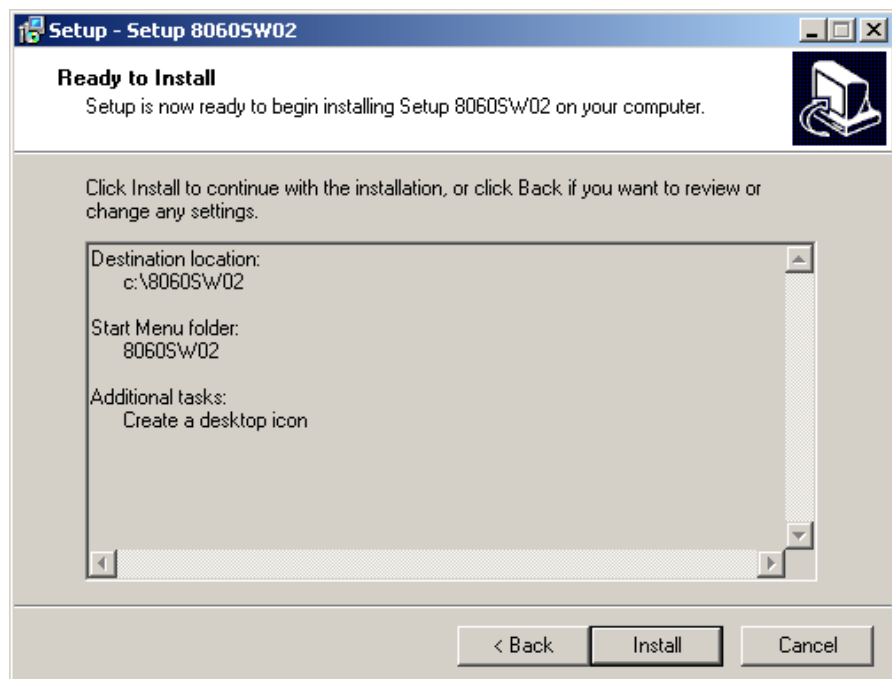 Setup - Setup 8060SW02
Ready to Install
Setup is now ready to begin installing Setup 8060SW02 on your computer.
Click Install to continue with the installation, or click Back if you want to review or
change any settings.
Destination location:
c:\8060SW02
Start Menu folder:
8060SW02
Additional tasks:
Create a desktop icon
< Back
Install
Cancel